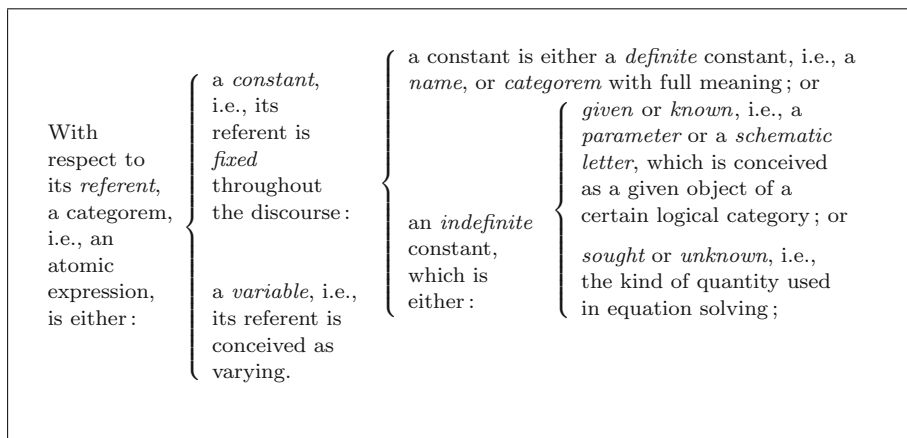 With
respect to
its referent,
a categorem,
i.e., an
atomic
expression,
is either :
a constant,
i.e., its
referent is
fixed
throughout
the discourse :
a constant is either a definite constant, i.e., a
name, or categorem with full meaning ; or
an indefinite
constant,
which is
either :
given or known, i.e., a
parameter or a schematic
letter, which is conceived
as a given object of a
certain logical category ; or
sought or unknown, i.e.,
the kind of quantity used
in equation solving ;
a variable, i.e.,
its referent is
conceived as
varying.